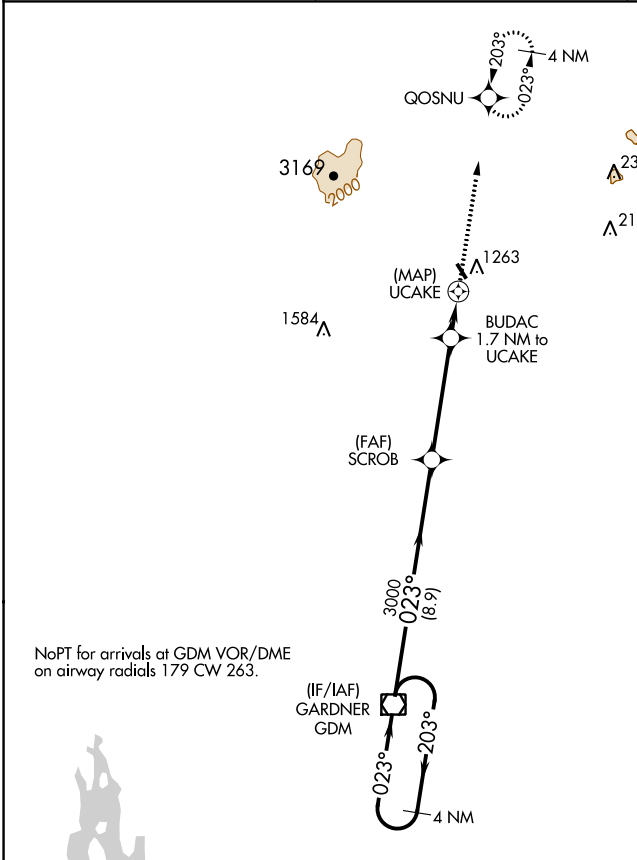 203°
023°
4 NM
QOSNU
3169
2000
23
21
1263
(MAP)
UCAKE
1584
BUDAC
1.7 NM to
UCAKE
(FAF)
SCROB
3000
023°
(8.9)
NoPT for arrivals at GDM VOR/DME
on airway radials 179 CW 263.
(IF/IAF)
GARDNER
GDM
023°
203°
4 NM